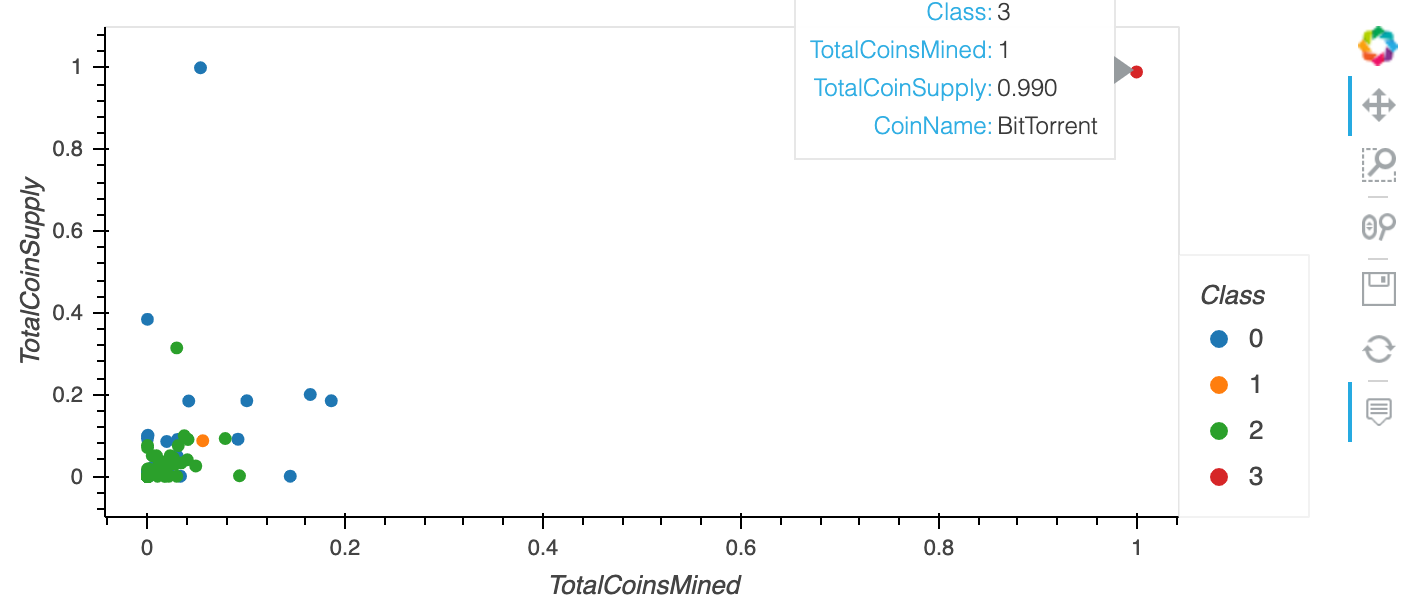 Class: 3
TotalCoinsMined: 1
TotalCoinSupply: 0.990
CoinName: BitTorrent
TotalCoinSupply
1
0.8
0.6
0.4
0.2
0
0
0.2
0.4
0.6
0.8
1
TotalCoinsMined
Class
0
1
2
3